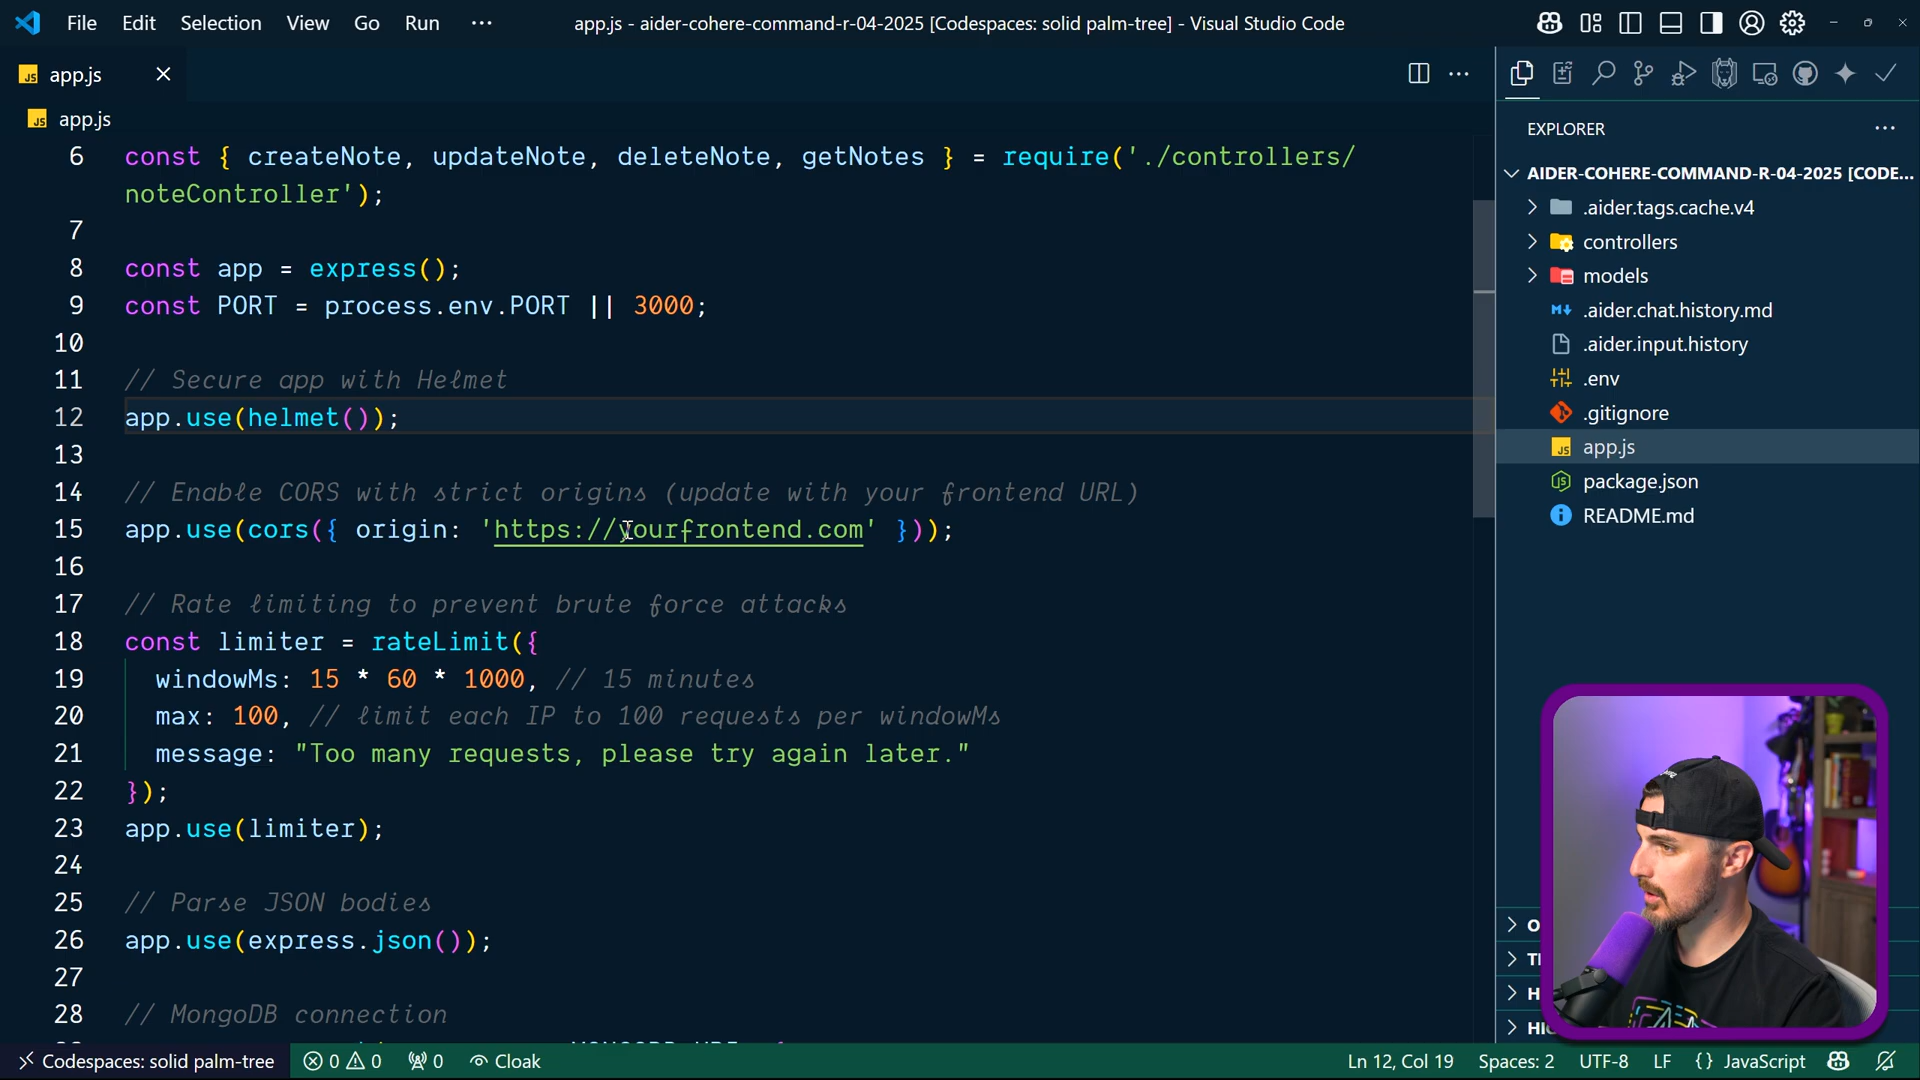 File Edit Selection View Go Run ··· app.js - aider-cohere-command-r-04-2025 [Codespaces: solid palm-tree] - Visual Studio Code
JS app.js
JS app.js
6 const { createNote, updateNote, deleteNote, getNotes } = require('./controllers/
noteController');
7
8 const app = express();
9 const PORT = process.env.PORT || 3000;
10
11 // Secure app with Helmet
12 app.use(helmet());
13
14 // Enable CORS with strict origins (update with your frontend URL)
15 app.use(cors({ origin: 'https://yourfrontend.com' }));
16
17 // Rate limiting to prevent brute force attacks
18 const limiter = rateLimit({
19 windowMs: 15 * 60 * 1000, // 15 minutes
20 max: 100, // limit each IP to 100 requests per windowMs
21 message: "Too many requests, please try again later."
22 });
23 app.use(limiter);
24
25 // Parse JSON bodies
26 app.use(express.json());
27
28 // MongoDB connection
EXPLORER
AIDER-COHERE-COMMAND-R-04-2025 [CODE...
.aider.tags.cache.v4
controllers
models
.aider.chat.history.md
.aider.input.history
.env
.gitignore
JS app.js
package.json
README.md
Codespaces: solid palm-tree 0 0 0 Cloak Ln 12, Col 19 Spaces: 2 UTF-8 LF {} JavaScript